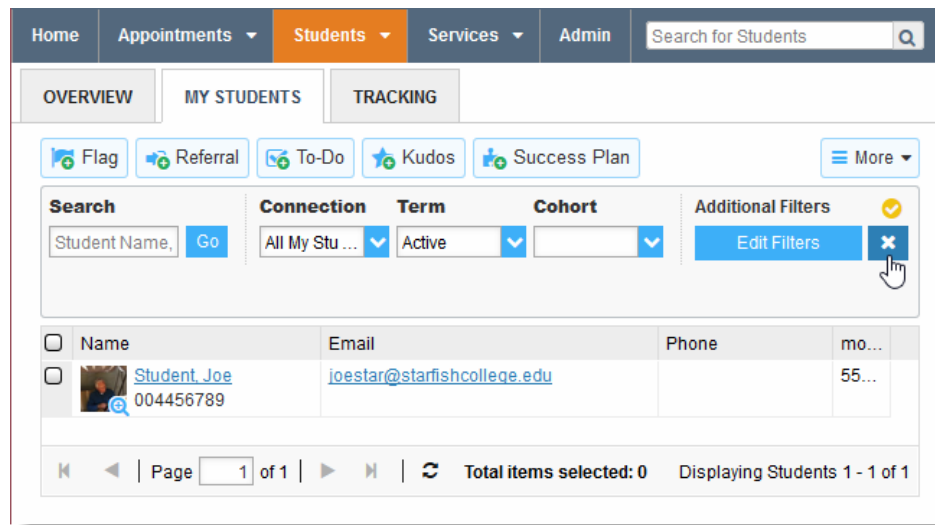 Home Appointments Students Services Admin Search for Students
OVERVIEW MY STUDENTS TRACKING
Flag Referral To-Do Kudos Success Plan More
Search Connection Term Cohort Additional Filters
Student Name, Go All My Stu ... Active Edit Filters
Name Email Phone mo...
Student, Joe joestar@starfishcollege.edu 55...
004456789
Page 1 of 1 Total items selected: 0 Displaying Students 1 - 1 of 1